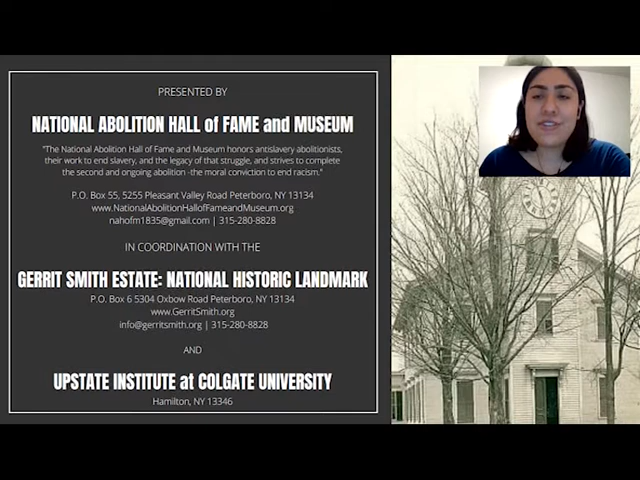 PRESENTED BY
NATIONAL ABOLITION HALL of FAME and MUSEUM
"The National Abolition Hall of Fame and Museum honors antislavery abolitionists,
their work to end slavery, and the legacy of that struggle, and strives to complete
the second and ongoing abolition -the moral conviction to end racism."
P.O. Box 55, 5255 Pleasant Valley Road Peterboro, NY 13134
www.NationalAbolitionHallofFameandMuseum.org
nahofm1835@gmail.com | 315-280-8828
IN COORDINATION WITH THE
GERRIT SMITH ESTATE: NATIONAL HISTORIC LANDMARK
P.O. Box 6 5304 Oxbow Road Peterboro, NY 13134
www.GerritSmith.org
info@gerritsmith.org | 315-280-8828
AND
UPSTATE INSTITUTE at COLGATE UNIVERSITY
Hamilton, NY 13346